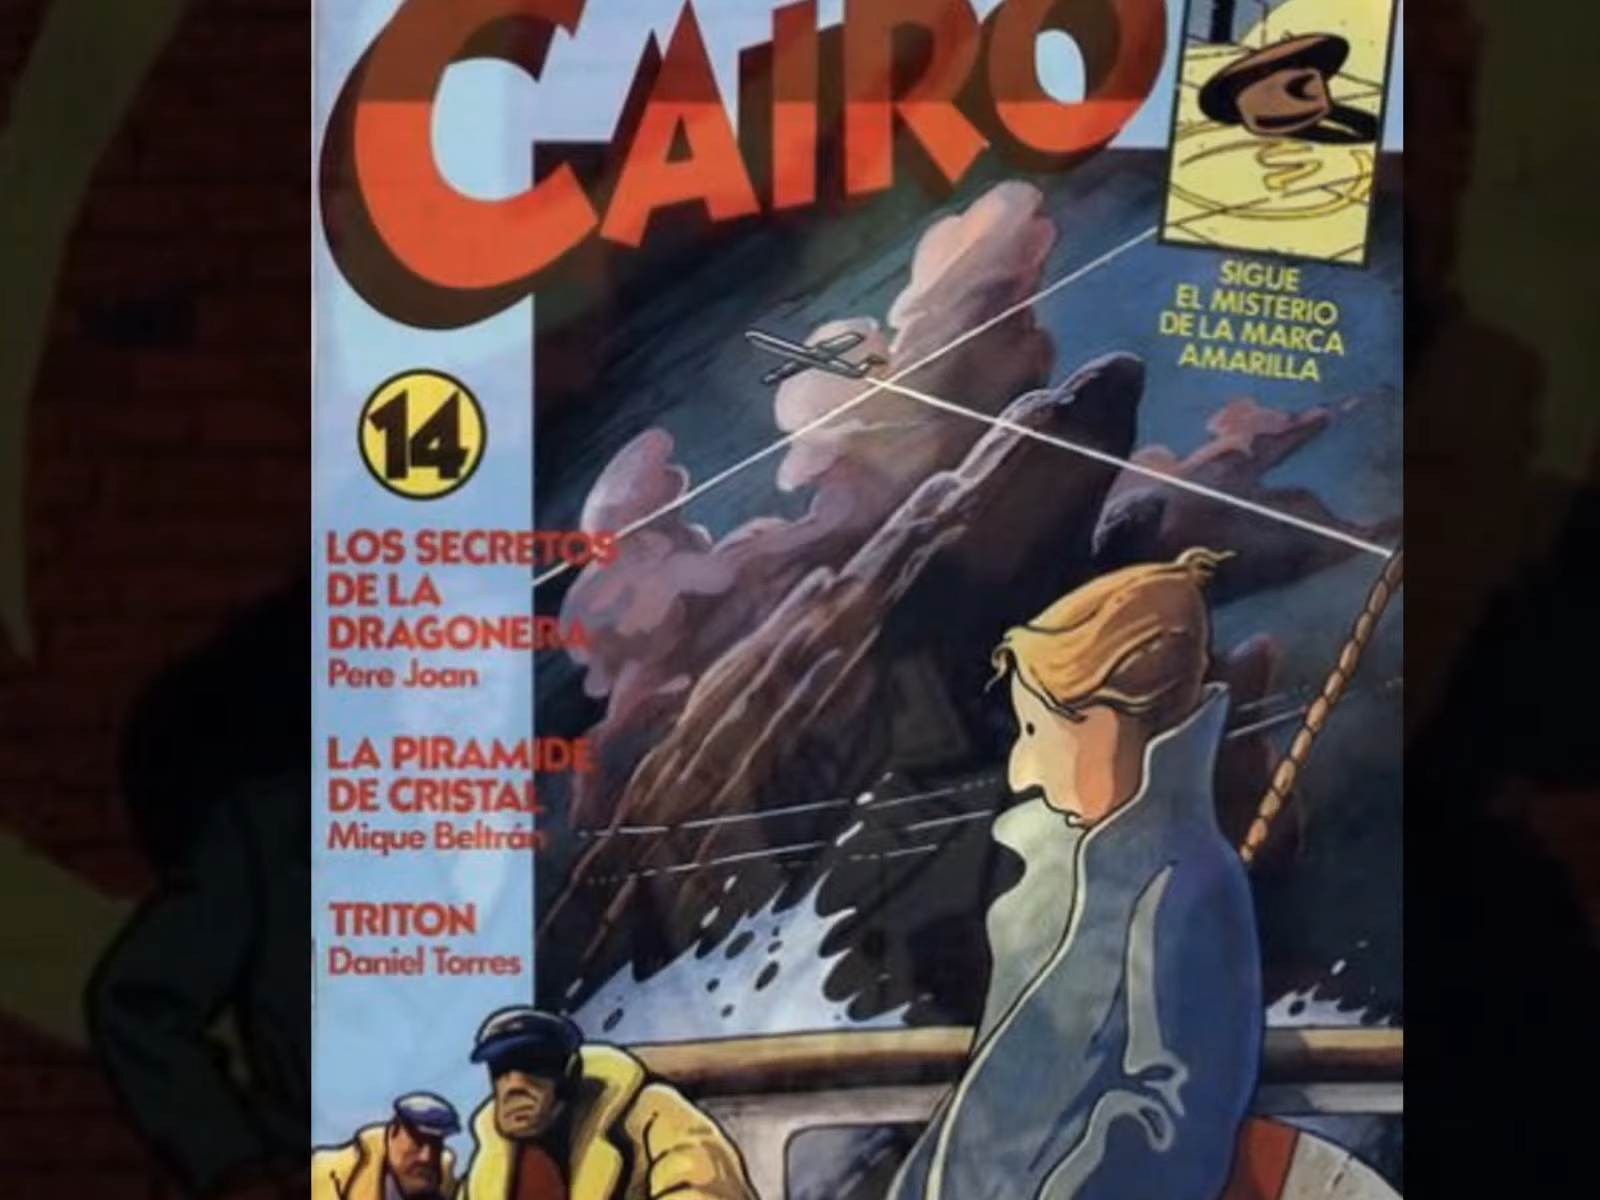 CAIRO
14
SIGUE
EL MISTERIO
DE LA MARCA
AMARILLA
LOS SECRETOS
DE LA
DRAGONERA
Pere Joan
LA PIRAMIDE
DE CRISTAL
Mique Beltrán
TRITON
Daniel Torres